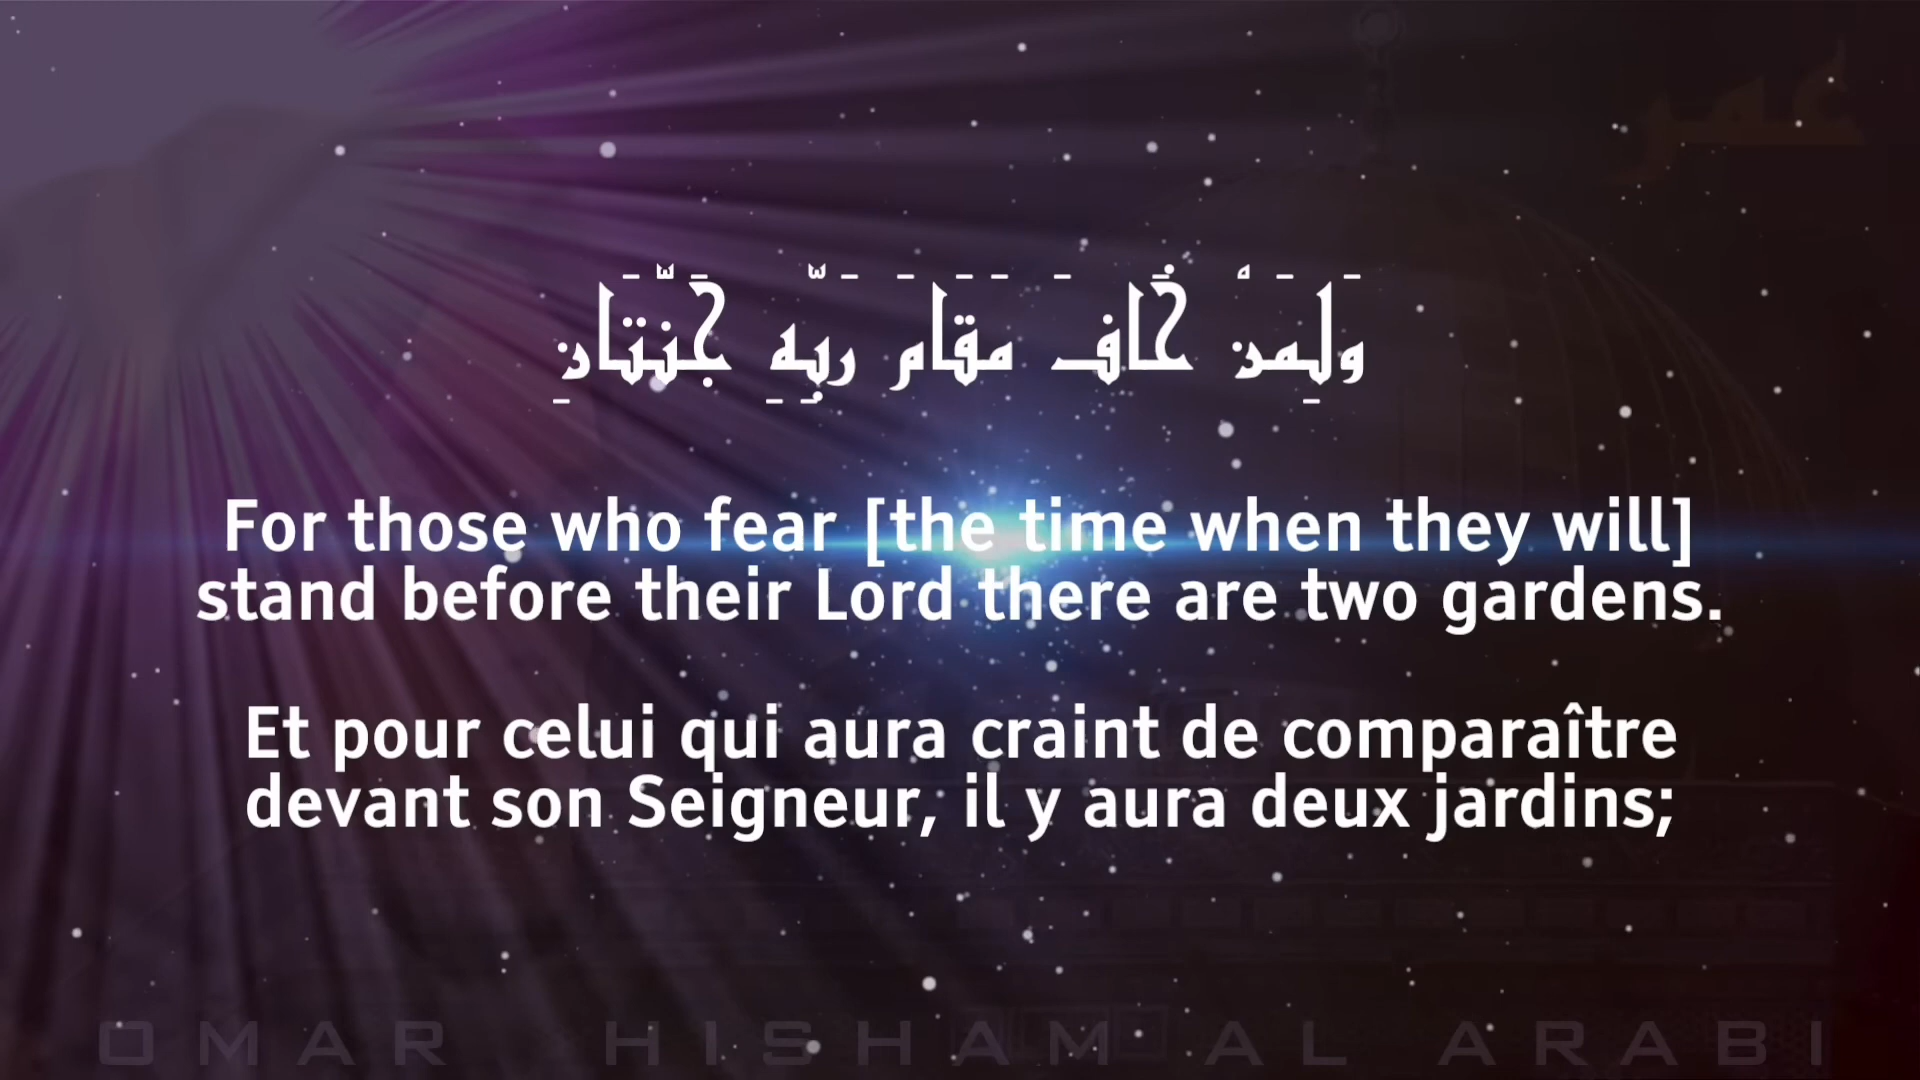 عمر
وَلِمَنْ خَافَ مَقَامَ رَبِّهِ جَنَّتَانِ
For those who fear [the time when they will]
stand before their Lord there are two gardens.
Et pour celui qui aura craint de comparaître
devant son Seigneur, il y aura deux jardins;
OMAR HISHAM AL ARABI